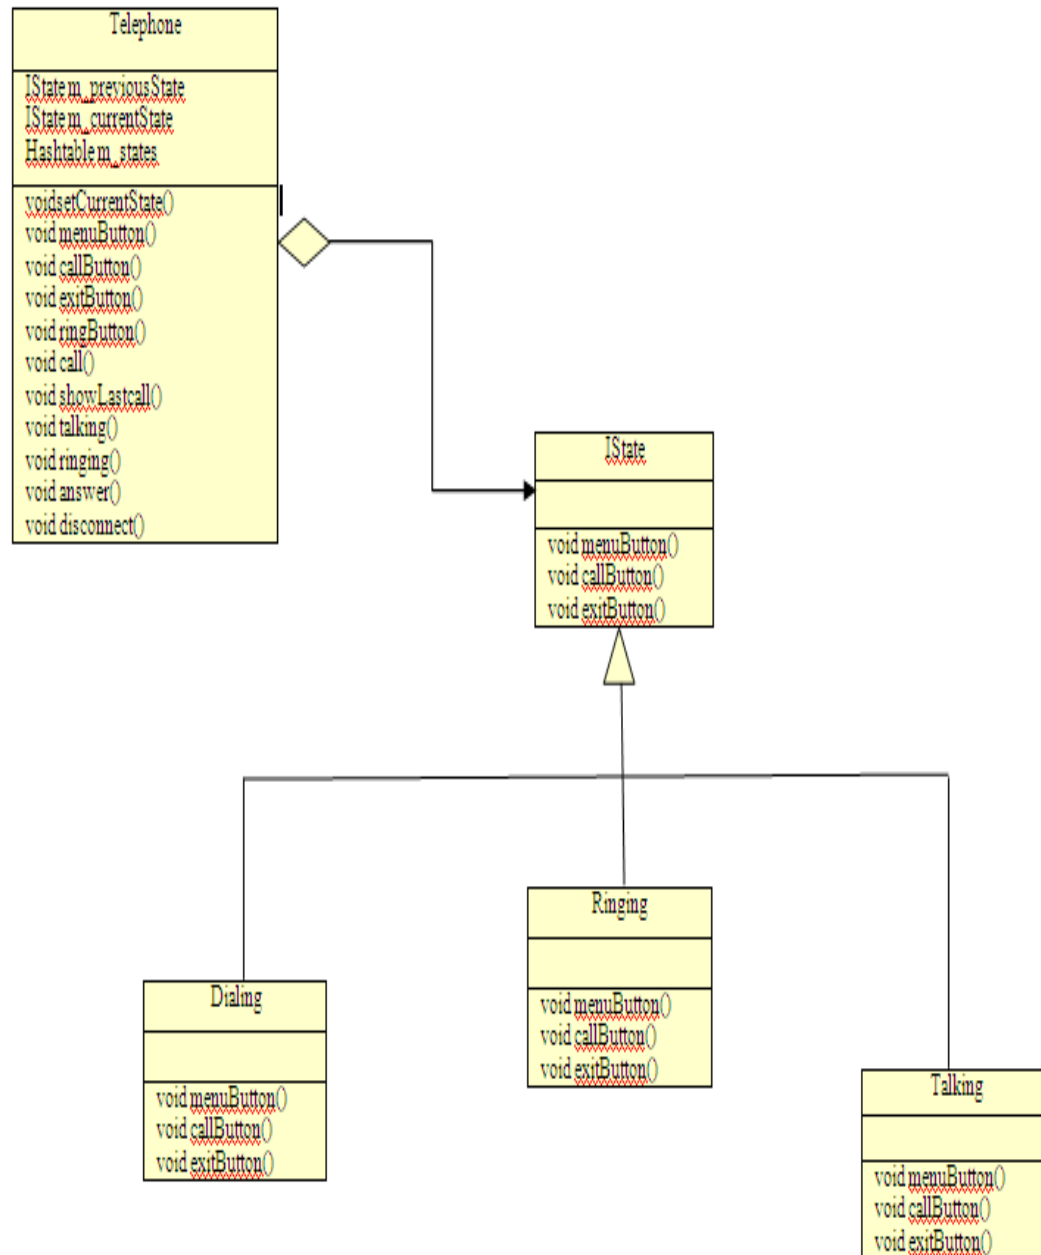 Telephone
IState m_previousState
IState m_currentState
Hashtable m_states
voidsetCurrentState()
void menuButton()
void callButton()
void exitButton()
void ringButton()
void call()
void showLastcall()
void talking()
void ringing()
void answer()
void disconnect()
IState
void menuButton()
void callButton()
void exitButton()
Ringing
void menuButton()
void callButton()
void exitButton()
Dialing
void menuButton()
void callButton()
void exitButton()
Talking
void menuButton()
void callButton()
void exitButton()